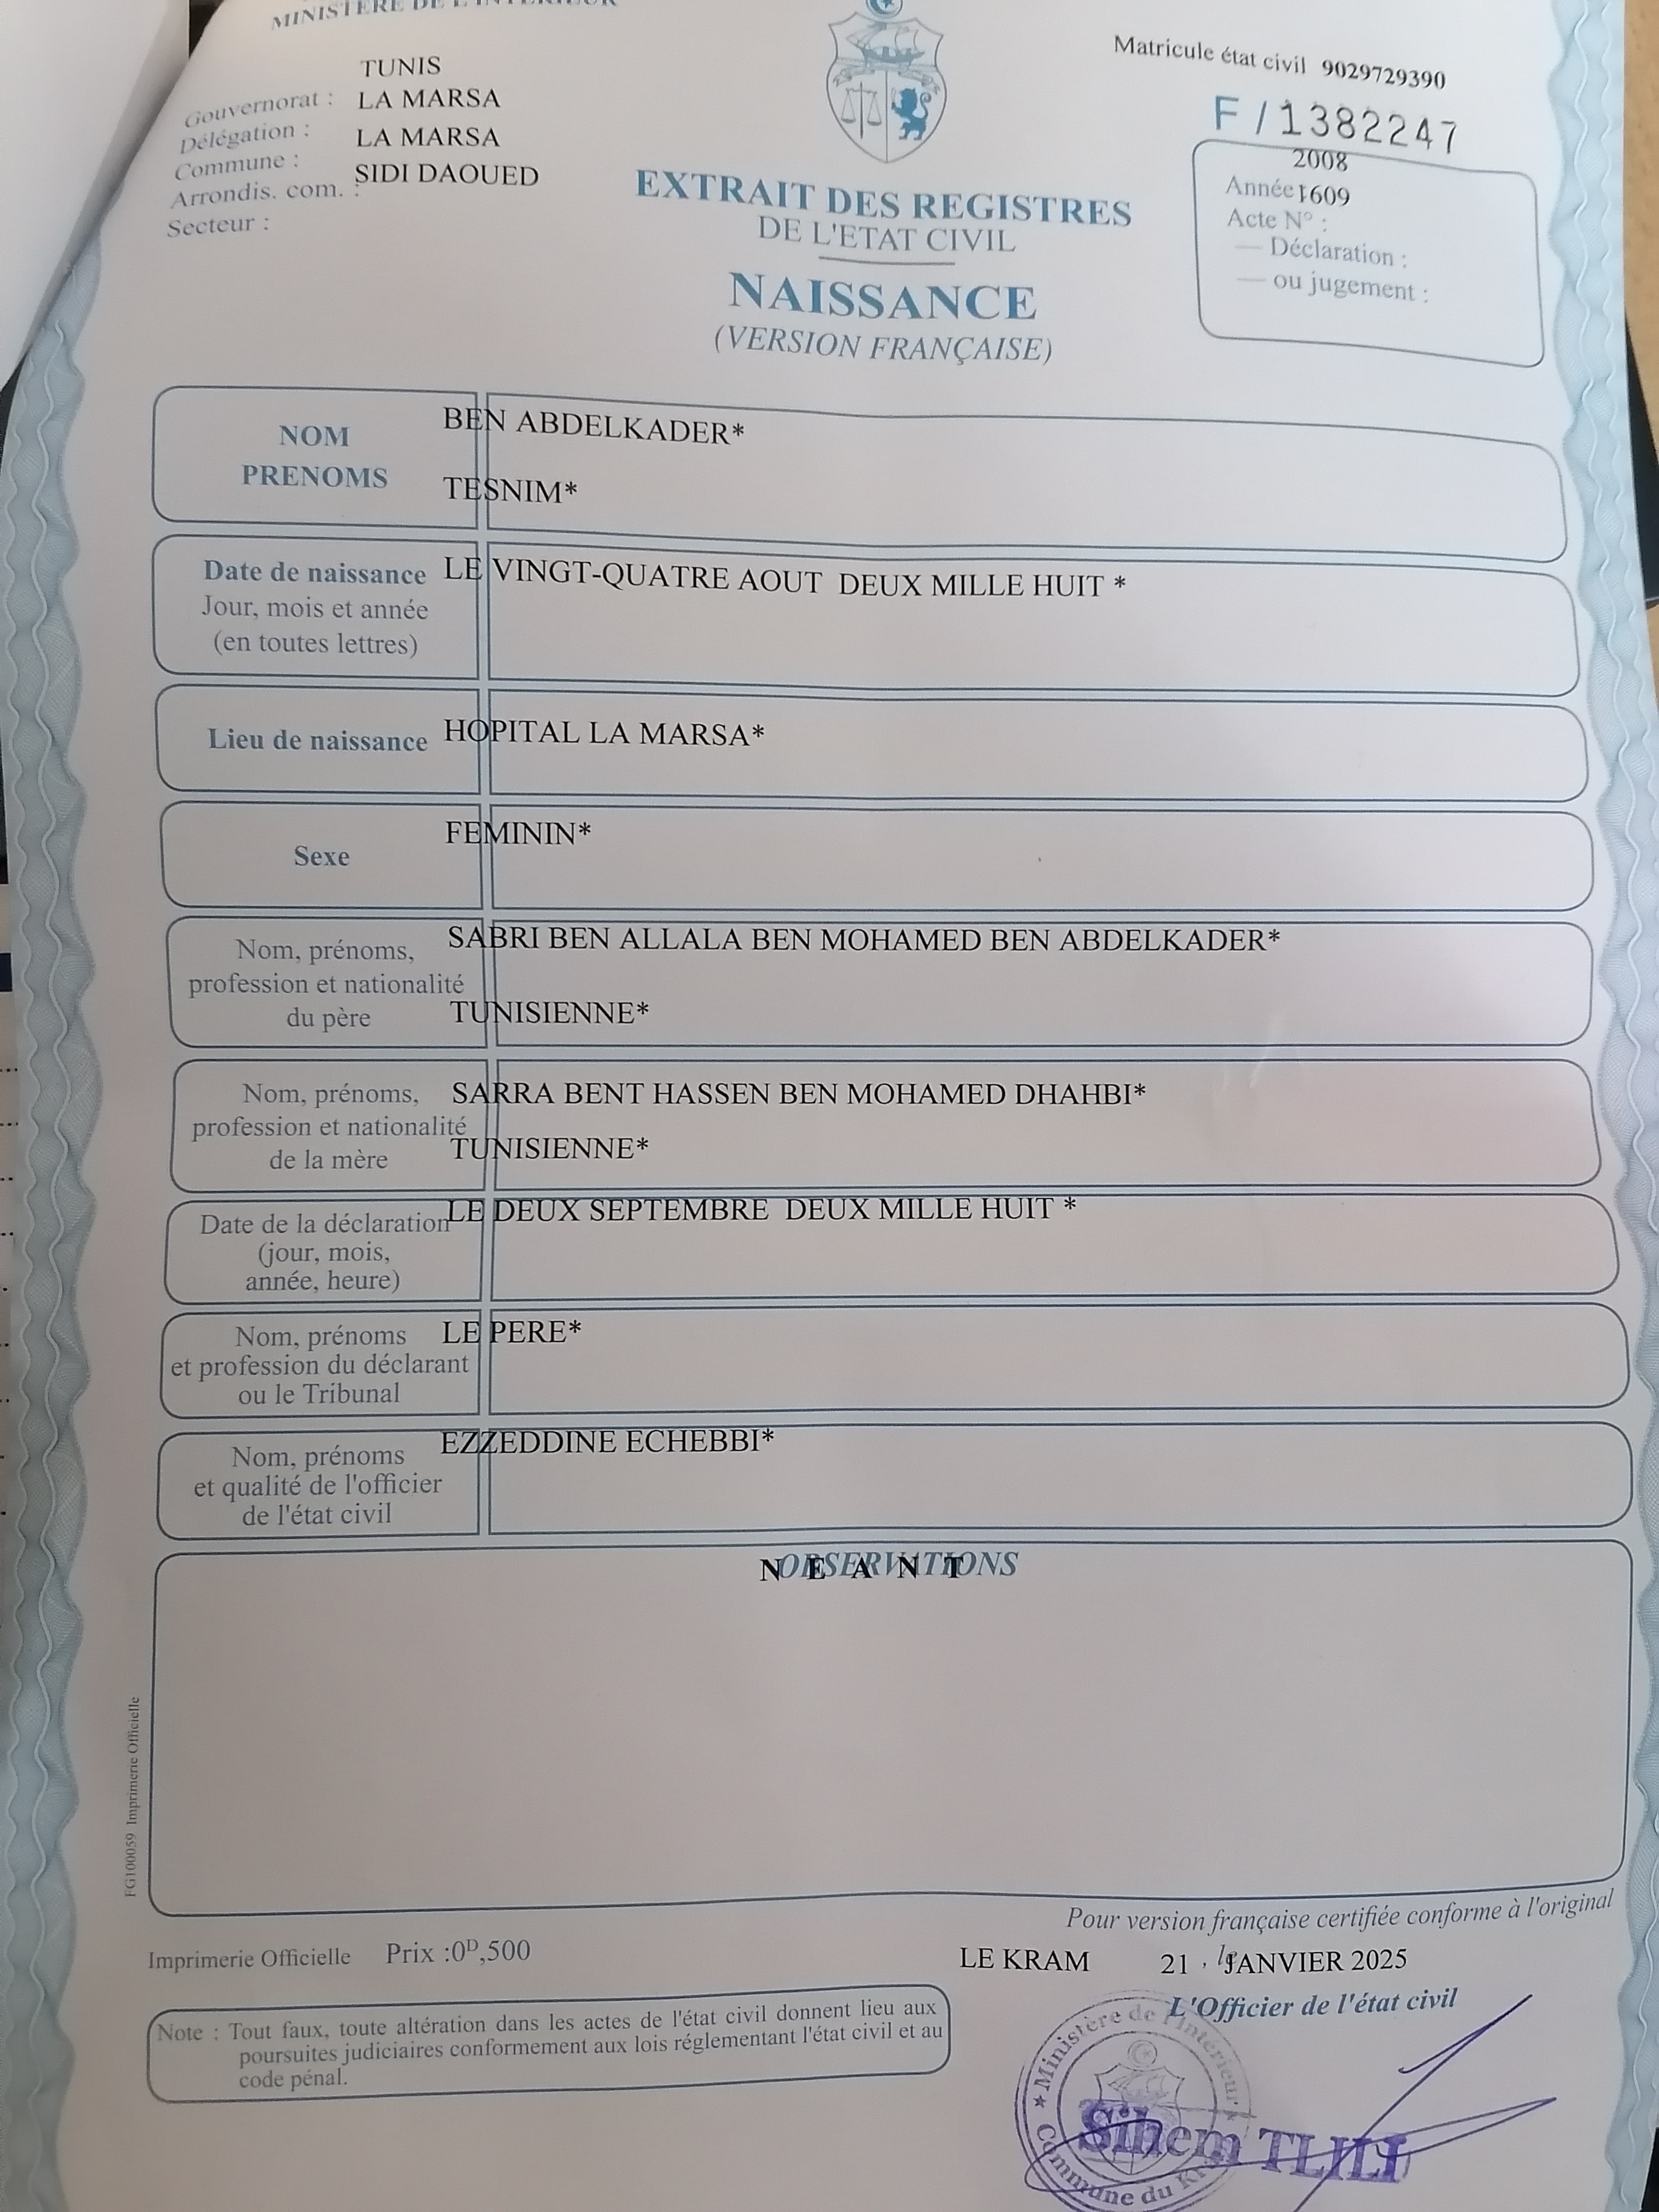 MINISTERE DE L'INTERIEUR
TUNIS
Gouvernorat : LA MARSA
Délégation : LA MARSA
Commune : SIDI DAOUED
Arrondis. com. :
Secteur :
EXTRAIT DES REGISTRES
DE L'ETAT CIVIL
NAISSANCE
(VERSION FRANÇAISE)
Matricule état civil 9029729390
F / 1382247
2008
Année : 1609
Acte N° :
— Déclaration :
— ou jugement :
NOM
PRENOMS
BEN ABDELKADER*
TESNIM*
Date de naissance
Jour, mois et année
(en toutes lettres)
LE VINGT-QUATRE AOUT DEUX MILLE HUIT *
Lieu de naissance
HOPITAL LA MARSA*
Sexe
FEMININ*
Nom, prénoms,
profession et nationalité
du père
SABRI BEN ALLALA BEN MOHAMED BEN ABDELKADER*
TUNISIENNE*
Nom, prénoms,
profession et nationalité
de la mère
SARRA BENT HASSEN BEN MOHAMED DHAHBI*
TUNISIENNE*
Date de la déclaration
(jour, mois,
année, heure)
LE DEUX SEPTEMBRE DEUX MILLE HUIT *
Nom, prénoms
et profession du déclarant
ou le Tribunal
LE PERE*
Nom, prénoms
et qualité de l'officier
de l'état civil
EZZEDDINE ECHEBBI*
OBSERVATIONS
N E A N T
FG100059 Imprimerie Officielle
Pour version française certifiée conforme à l'original
Imprimerie Officielle Prix :0D,500
LE KRAM 21 , le JANVIER 2025
L'Officier de l'état civil
Note : Tout faux, toute altération dans les actes de l'état civil donnent lieu aux
poursuites judiciaires conformement aux lois réglementant l'état civil et au
code pénal.
Ministère de l'Intérieur
Sihem TLILI
Commune du Kram